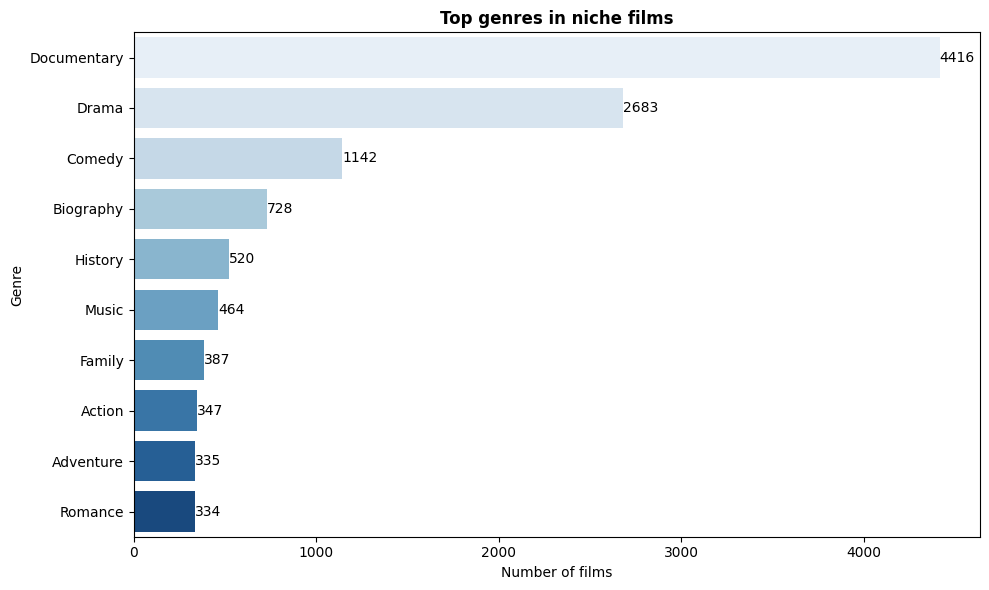 Top genres in niche films
Documentary 4416
Drama 2683
Comedy 1142
Biography 728
History 520
Music 464
Family 387
Action 347
Adventure 335
Romance 334
Genre
0 1000 2000 3000 4000
Number of films